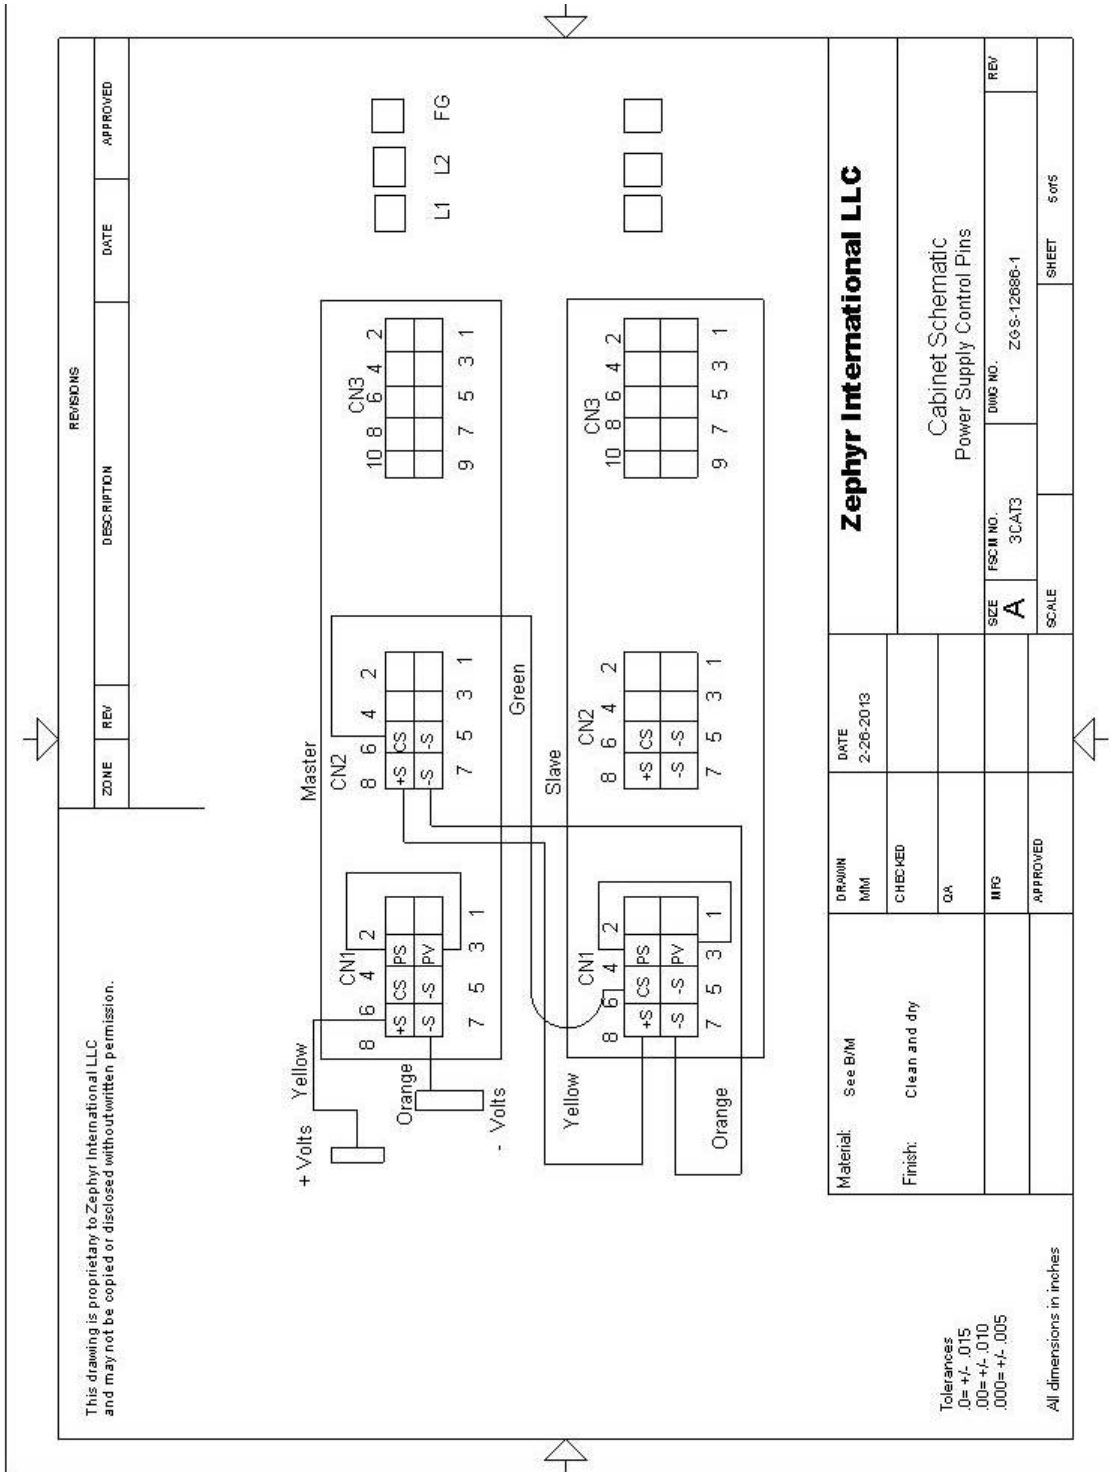 This drawing is proprietary to Zephyr International LLC
and may not be copied or disclosed without written permission.
REVISIONS
ZONE REV DESCRIPTION DATE APPROVED
+ Volts
Yellow
Orange
- Volts
Master
CN1
8 6 4 2
+S CS PS
-S -S PV
7 5 3 1
CN2
8 6 4 2
+S CS
-S -S
7 5 3 1
CN3
10 8 6 4 2
9 7 5 3 1
L1 L2 FG
Green
Slave
Yellow
Orange
CN1
8 6 4 2
+S CS PS
-S -S PV
7 5 3 1
CN2
8 6 4 2
+S CS
-S -S
7 5 3 1
CN3
10 8 6 4 2
9 7 5 3 1
Tolerances
.0= +/- .015
.00= +/- .010
.000= +/- .005
All dimensions in inches
Material: See B/M
Finish: Clean and dry
DRAWN
MM
DATE
2-26-2013
CHECKED
QA
MFG
APPROVED
Zephyr International LLC
Cabinet Schematic
Power Supply Control Pins
SIZE
A
FSCM NO.
3CAT3
DWG NO.
ZGS-12686-1
REV
SCALE
SHEET 5 of 5